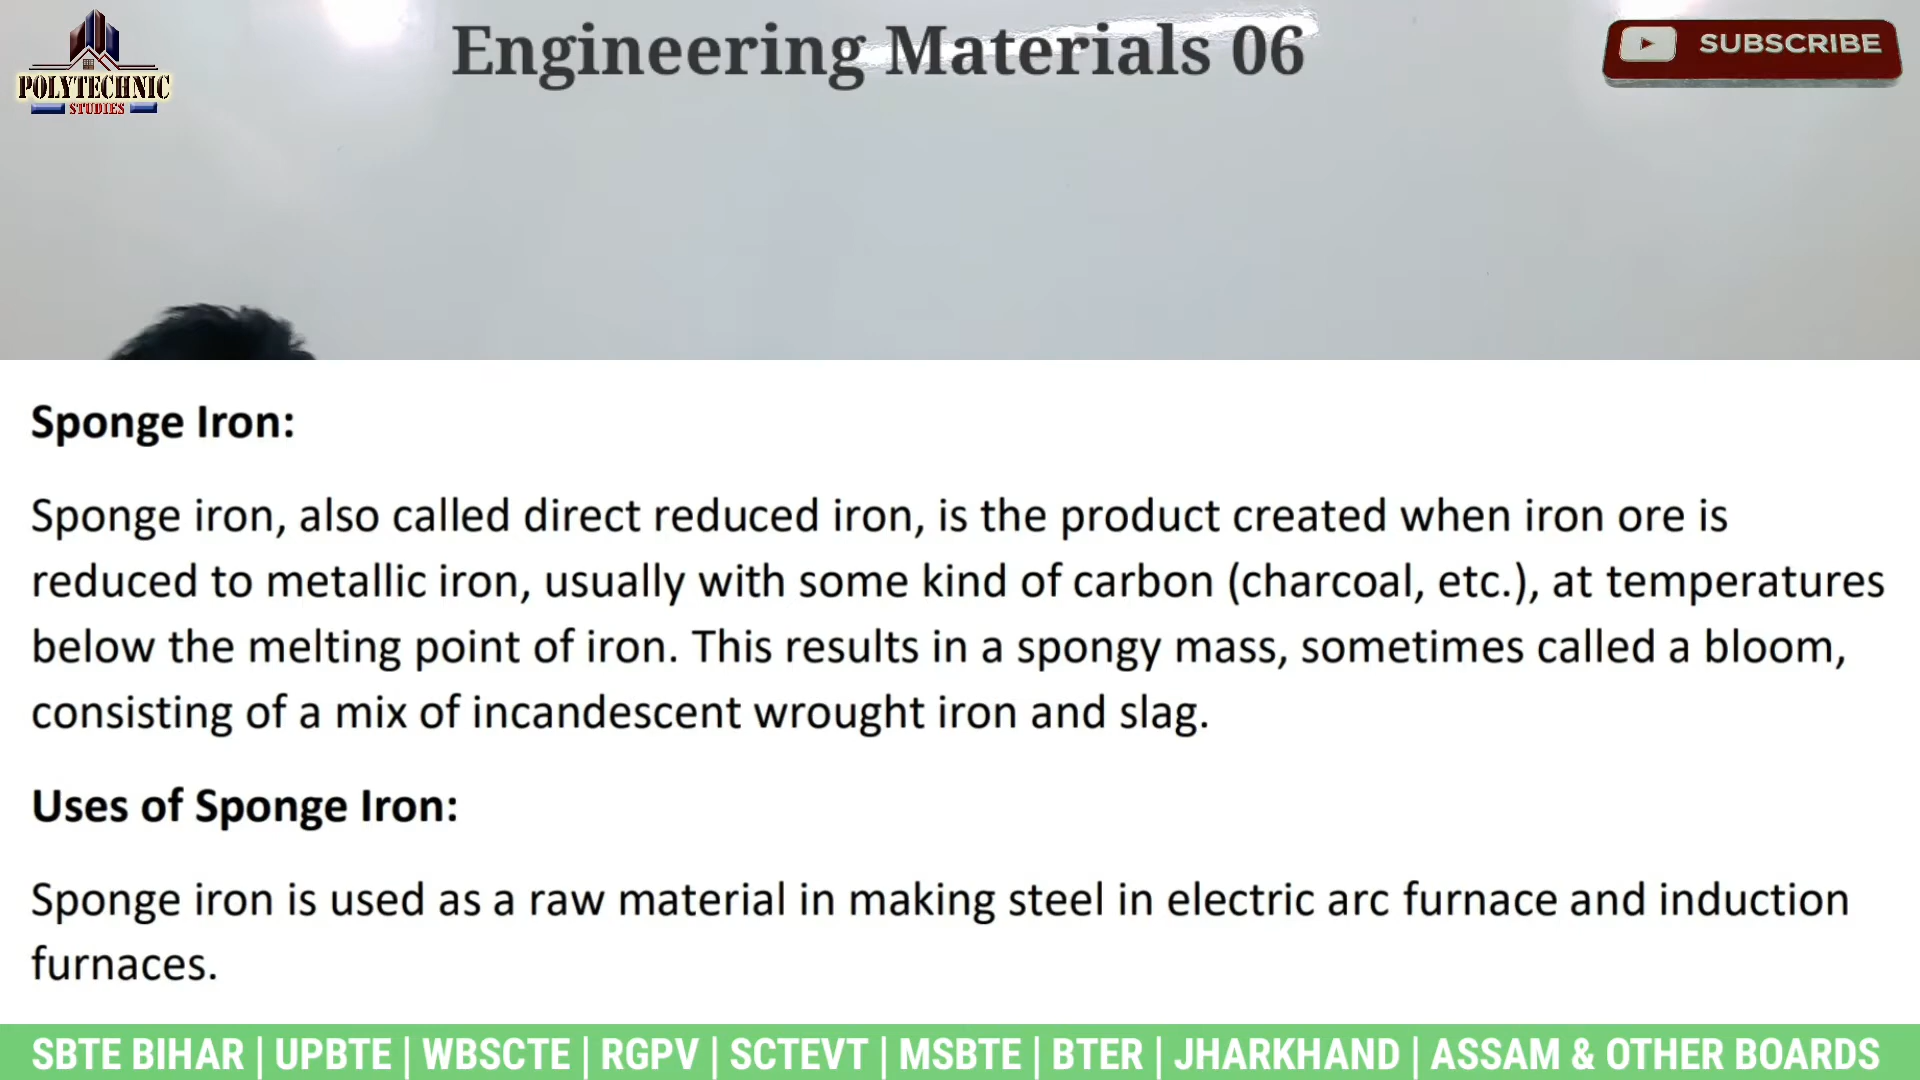 POLYTECHNIC
STUDIES
Engineering Materials 06
SUBSCRIBE
Sponge Iron:
Sponge iron, also called direct reduced iron, is the product created when iron ore is
reduced to metallic iron, usually with some kind of carbon (charcoal, etc.), at temperatures
below the melting point of iron. This results in a spongy mass, sometimes called a bloom,
consisting of a mix of incandescent wrought iron and slag.
Uses of Sponge Iron:
Sponge iron is used as a raw material in making steel in electric arc furnace and induction
furnaces.
SBTE BIHAR | UPBTE | WBSCTE | RGPV | SCTEVT | MSBTE | BTER | JHARKHAND | ASSAM & OTHER BOARDS